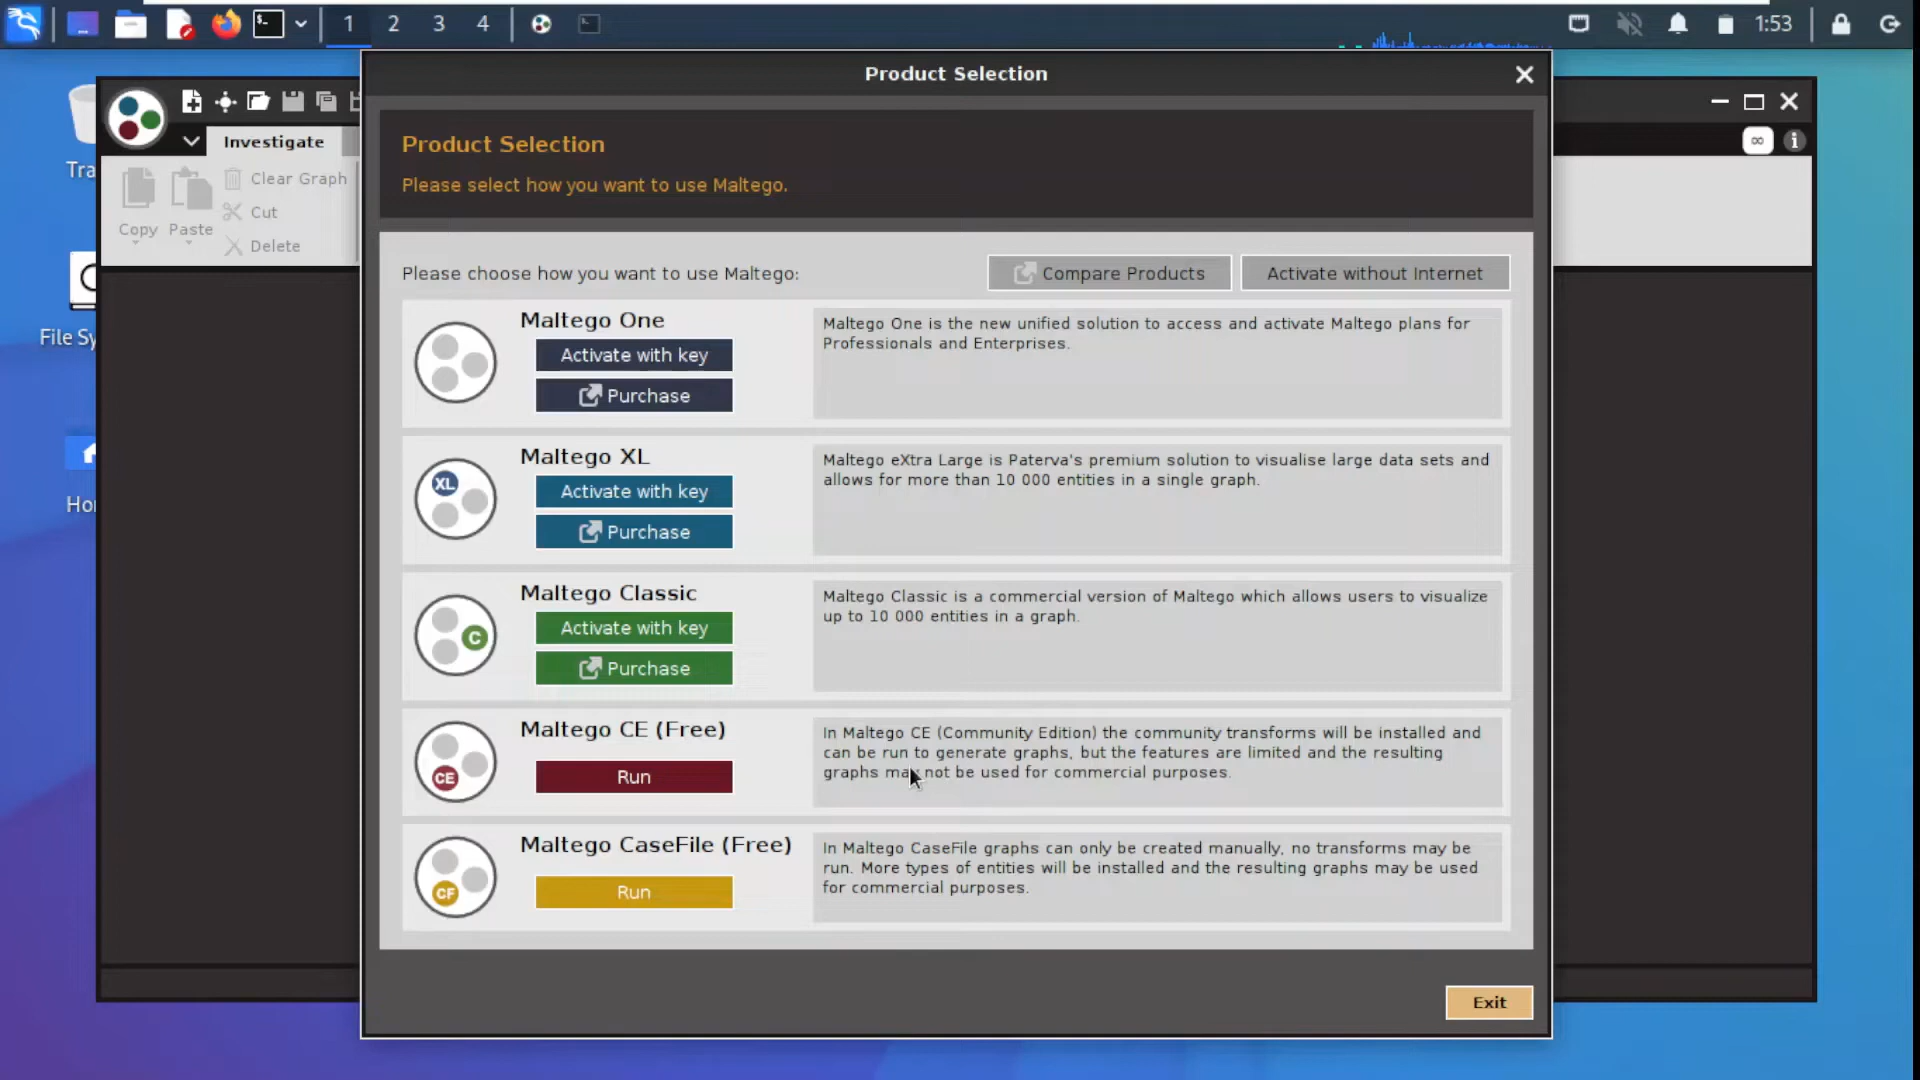 1 2 3 4
1:53
Product Selection
Investigate
Copy
Paste
Clear Graph
Cut
Delete
Product Selection
Please select how you want to use Maltego.
Please choose how you want to use Maltego:
Compare Products
Activate without Internet
Maltego One
Activate with key
Purchase
Maltego One is the new unified solution to access and activate Maltego plans for
Professionals and Enterprises.
XL
Maltego XL
Activate with key
Purchase
Maltego eXtra Large is Paterva's premium solution to visualise large data sets and
allows for more than 10 000 entities in a single graph.
C
Maltego Classic
Activate with key
Purchase
Maltego Classic is a commercial version of Maltego which allows users to visualize
up to 10 000 entities in a graph.
CE
Maltego CE (Free)
Run
In Maltego CE (Community Edition) the community transforms will be installed and
can be run to generate graphs, but the features are limited and the resulting
graphs may not be used for commercial purposes.
CF
Maltego CaseFile (Free)
Run
In Maltego CaseFile graphs can only be created manually, no transforms may be
run. More types of entities will be installed and the resulting graphs may be used
for commercial purposes.
Exit
Tra
File Sy